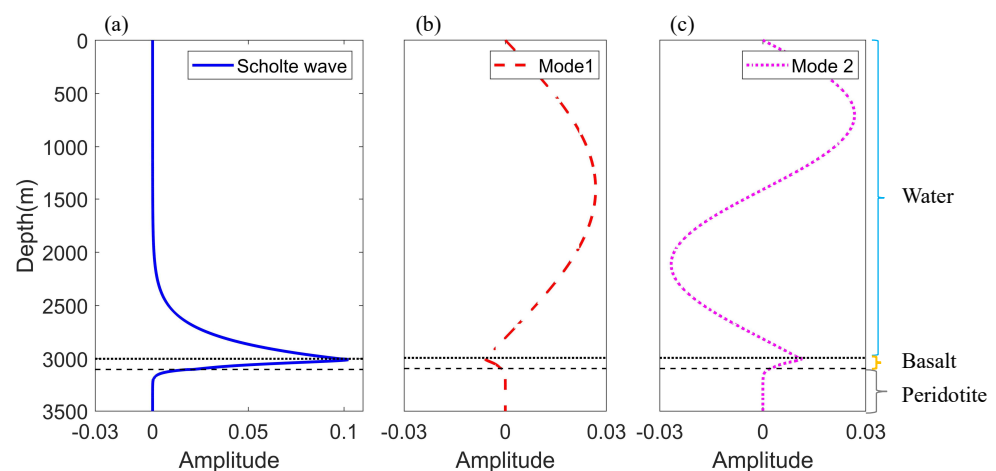 (a)
(b)
(c)
Scholte wave
Mode1
Mode 2
Depth(m)
0
500
1000
1500
2000
2500
3000
3500
-0.03
0
0.05
0.1
Amplitude
-0.03
0
0.03
Amplitude
-0.03
0
0.03
Amplitude
Water
Basalt
Peridotite